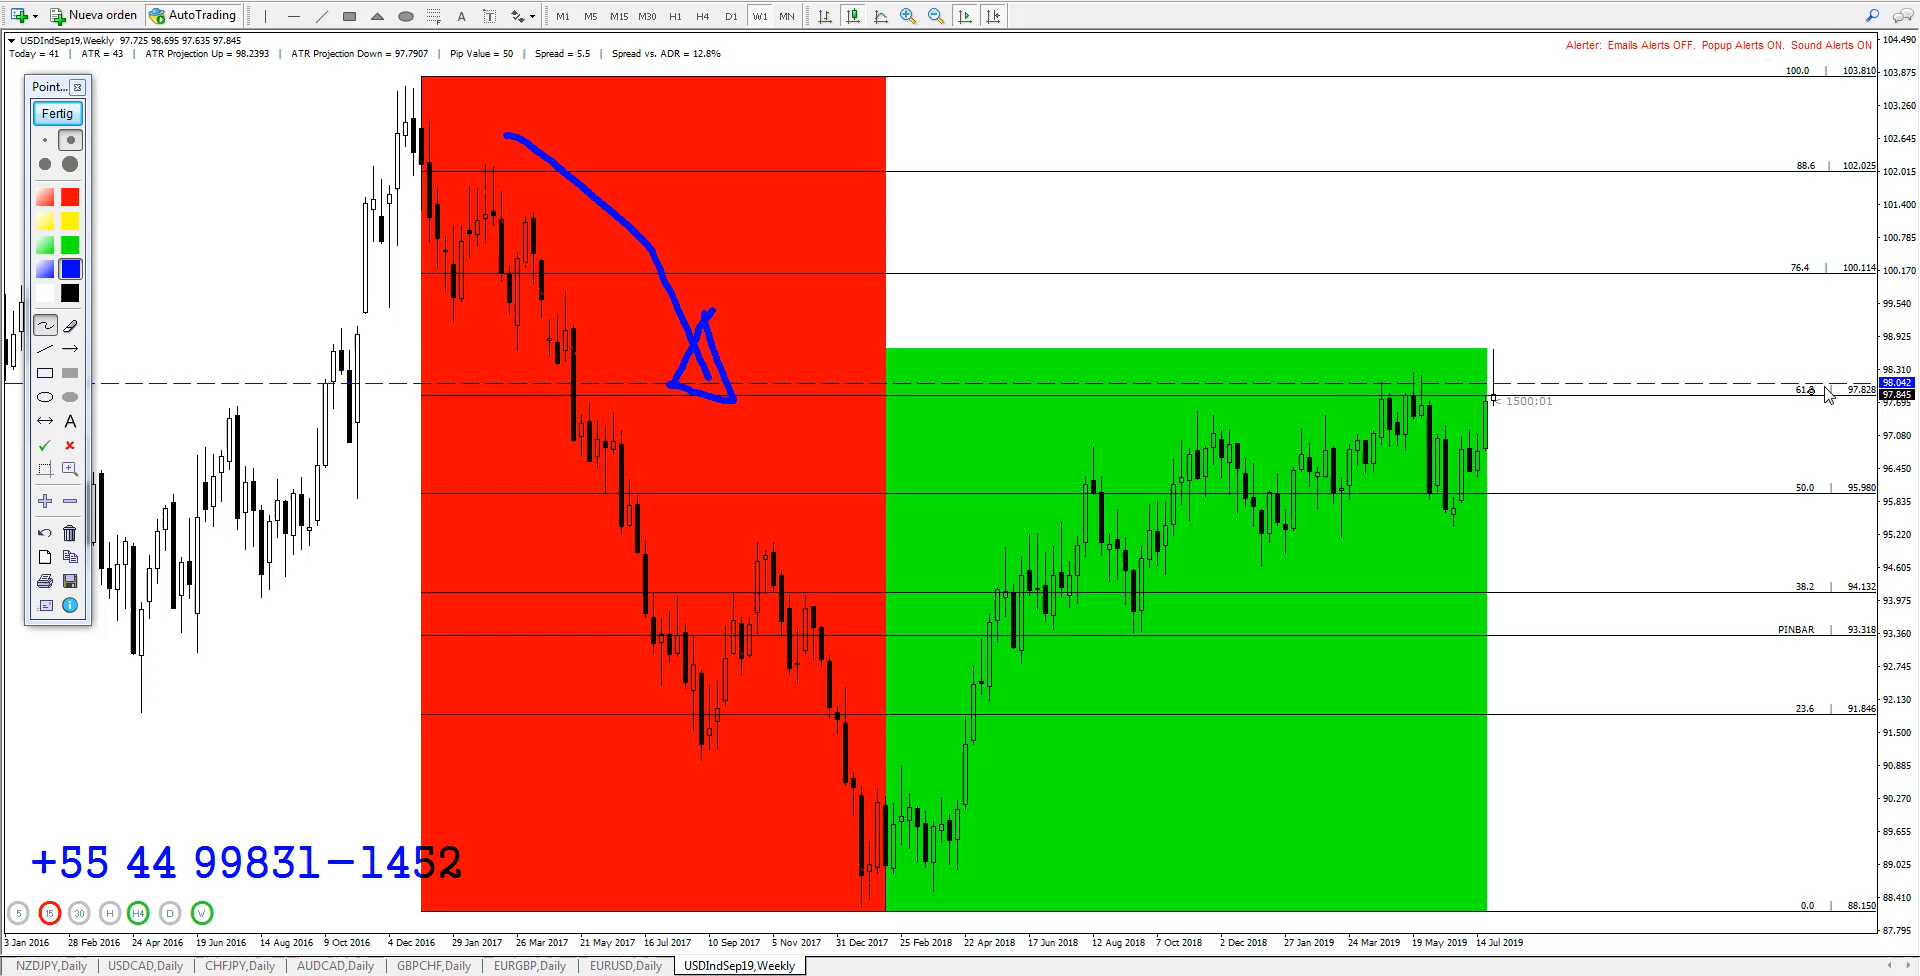 Nueva orden AutoTrading A T M1 M5 M15 M30 H1 H4 D1 W1 MN
USDIndSep19,Weekly 97.725 98.695 97.635 97.845
Today = 41 | ATR = 43 | ATR Projection Up = 98.2393 | ATR Projection Down = 97.7907 | Pip Value = 50 | Spread = 5.5 | Spread vs. ADR = 12.8%
Alerter: Emails Alerts OFF. Popup Alerts ON. Sound Alerts ON
Point...
Fertig
A
100.0 | 103.810
88.6 | 102.025
76.4 | 100.114
97.828
< 1500:01
50.0 | 95.980
38.2 | 94.132
PINBAR | 93.318
23.6 | 91.846
0.0 | 88.150
104.490
103.875
103.260
102.645
102.015
101.400
100.785
100.170
99.540
98.925
98.310
98.042
97.845
97.695
97.080
96.450
95.835
95.220
94.605
93.975
93.360
92.745
92.130
91.500
90.885
90.270
89.655
89.025
88.410
87.795
+55 44 99831-1452
5 15 30 H H4 D W
3 Jan 2016 28 Feb 2016 24 Apr 2016 19 Jun 2016 14 Aug 2016 9 Oct 2016 4 Dec 2016 29 Jan 2017 26 Mar 2017 21 May 2017 16 Jul 2017 10 Sep 2017 5 Nov 2017 31 Dec 2017 25 Feb 2018 22 Apr 2018 17 Jun 2018 12 Aug 2018 7 Oct 2018 2 Dec 2018 27 Jan 2019 24 Mar 2019 19 May 2019 14 Jul 2019
NZDJPY,Daily USDCAD,Daily CHFJPY,Daily AUDCAD,Daily GBPCHF,Daily EURGBP,Daily EURUSD,Daily USDIndSep19,Weekly